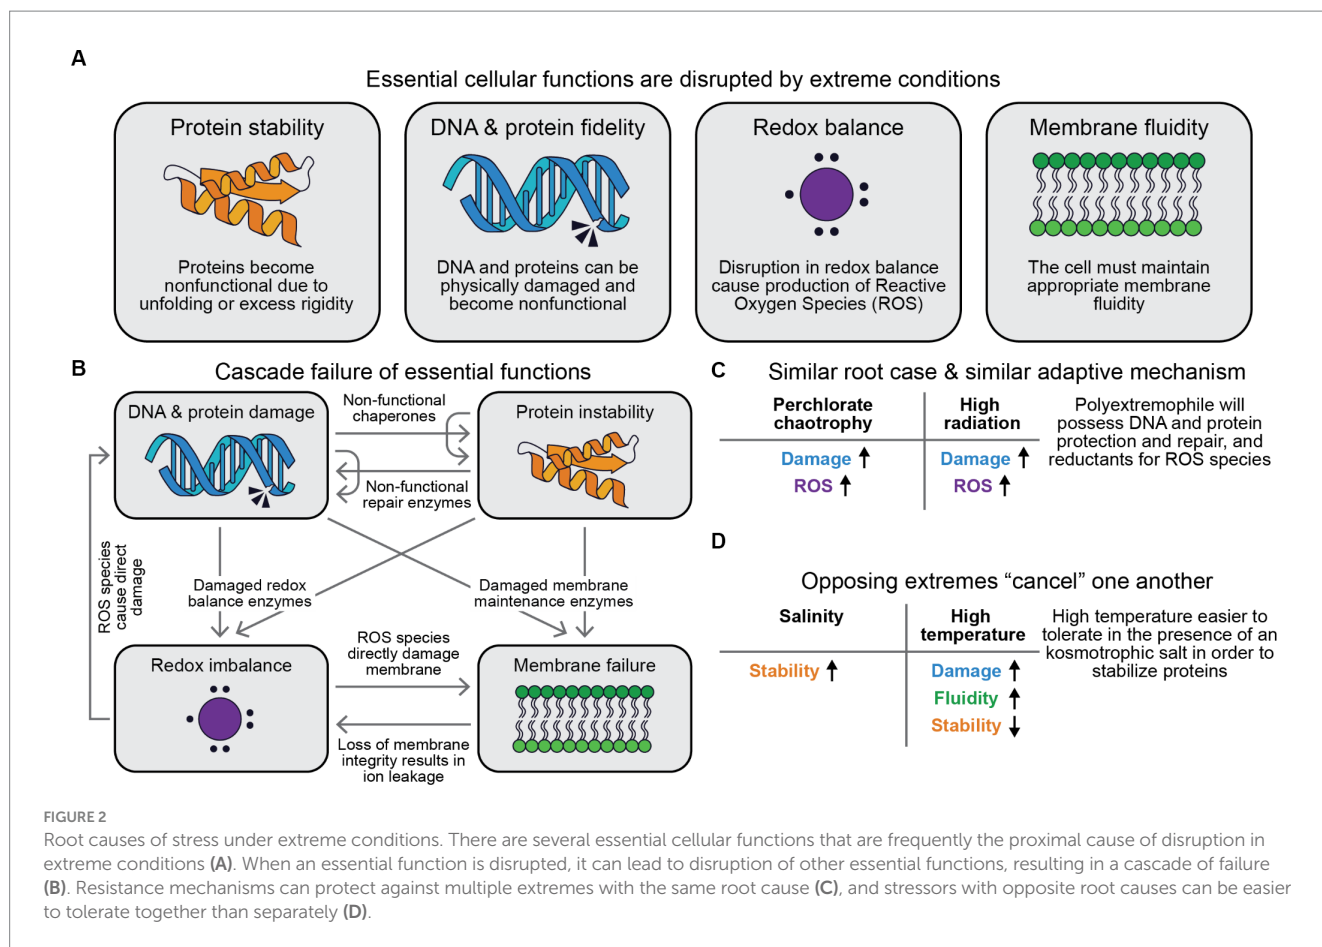 A
Essential cellular functions are disrupted by extreme conditions
Protein stability
Proteins become
nonfunctional due to
unfolding or excess rigidity
DNA & protein fidelity
DNA and proteins can be
physically damaged and
become nonfunctional
Redox balance
Disruption in redox balance
cause production of Reactive
Oxygen Species (ROS)
Membrane fluidity
The cell must maintain
appropriate membrane
fluidity
B
Cascade failure of essential functions
DNA & protein damage
Non-functional
chaperones
Protein instability
Non-functional
repair enzymes
ROS species
cause direct
damage
Damaged redox
balance enzymes
Damaged membrane
maintenance enzymes
Redox imbalance
ROS species
directly damage
membrane
Membrane failure
Loss of membrane
integrity results in
ion leakage
C
Similar root case & similar adaptive mechanism
Perchlorate
chaotrophy
High
radiation
Damage ↑
ROS ↑
Damage ↑
ROS ↑
Polyextremophile will
possess DNA and protein
protection and repair, and
reductants for ROS species
D
Opposing extremes “cancel” one another
Salinity
High
temperature
Stability ↑
Damage ↑
Fluidity ↑
Stability ↓
High temperature easier to
tolerate in the presence of an
kosmotrophic salt in order to
stabilize proteins
FIGURE 2
Root causes of stress under extreme conditions. There are several essential cellular functions that are frequently the proximal cause of disruption in
extreme conditions (A). When an essential function is disrupted, it can lead to disruption of other essential functions, resulting in a cascade of failure
(B). Resistance mechanisms can protect against multiple extremes with the same root cause (C), and stressors with opposite root causes can be easier
to tolerate together than separately (D).